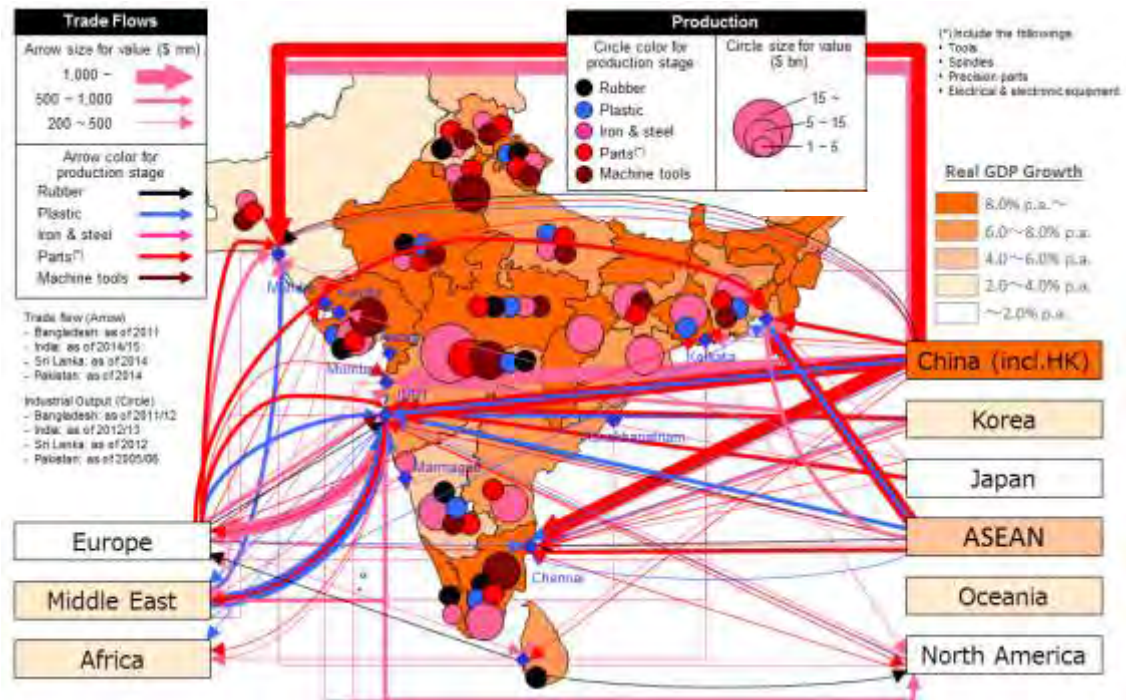 Trade Flows
Arrow size for value ($ mn)
1,000 ~
500 ~ 1,000
200 ~ 500
Arrow color for
production stage
Rubber
Plastic
Iron & steel
Parts(*)
Machine tools
Trade flow (Arrow)
- Bangladesh: as of 2011
- India: as of 2014/15
- Sri Lanka: as of 2014
- Pakistan: as of 2014
Industrial Output (Circle)
- Bangladesh: as of 2011/12
- India: as of 2012/13
- Sri Lanka: as of 2012
- Pakistan: as of 2005/06
Production
Circle color for
production stage
Rubber
Plastic
Iron & steel
Parts(*)
Machine tools
Circle size for value
($ bn)
15 ~
5 ~ 15
1 ~ 5
(*) Include the followings
• Tools
• Spindles
• Precision parts
• Electrical & electronic equipment
Real GDP Growth
8.0% p.a.~
6.0~8.0% p.a.
4.0~6.0% p.a.
2.0~4.0% p.a.
~2.0% p.a.
Kolkata
Chennai
China (incl.HK)
Korea
Japan
ASEAN
Oceania
North America
Europe
Middle East
Africa